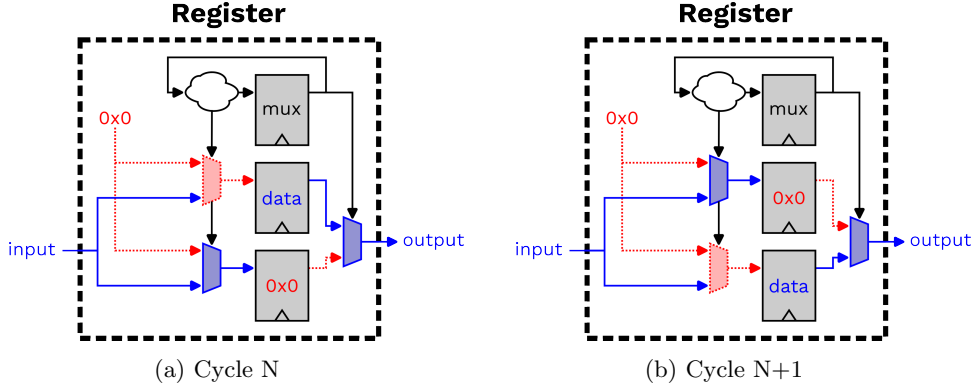 Register
mux
0x0
data
input
output
0x0
(a) Cycle N
Register
mux
0x0
0x0
input
output
data
(b) Cycle N+1